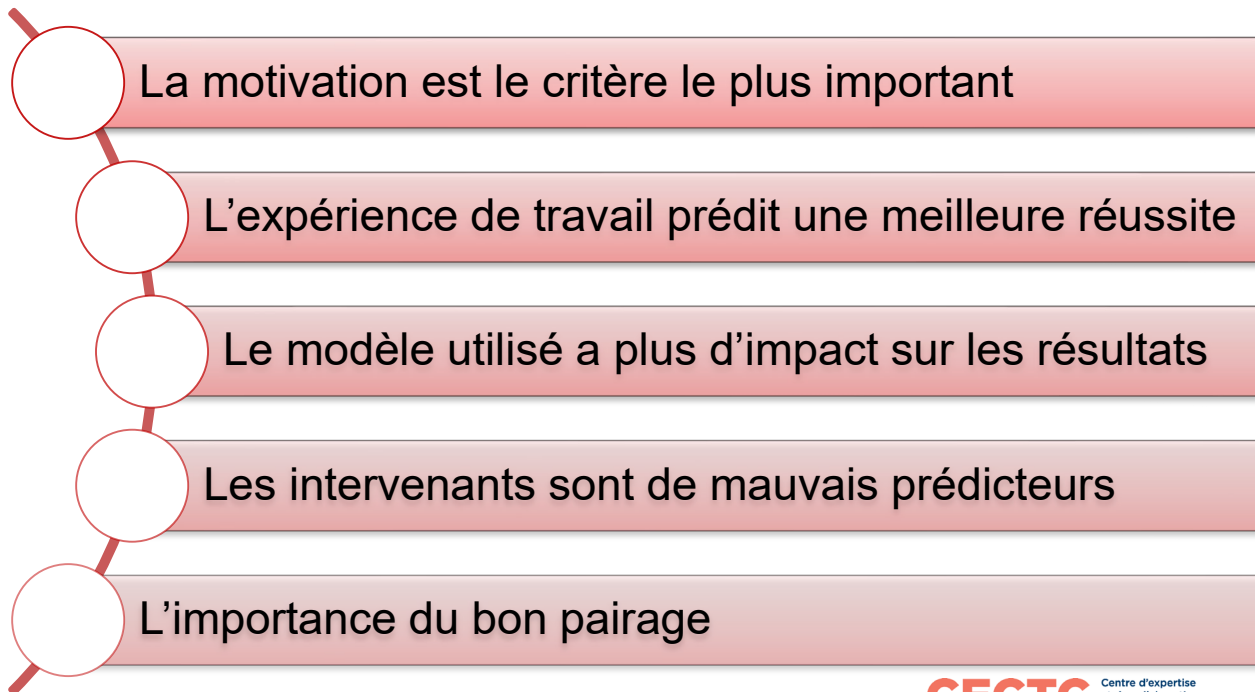 La motivation est le critère le plus important
L’expérience de travail prédit une meilleure réussite
Le modèle utilisé a plus d’impact sur les résultats
Les intervenants sont de mauvais prédicteurs
L’importance du bon pairage
CECTC
Centre d’expertise